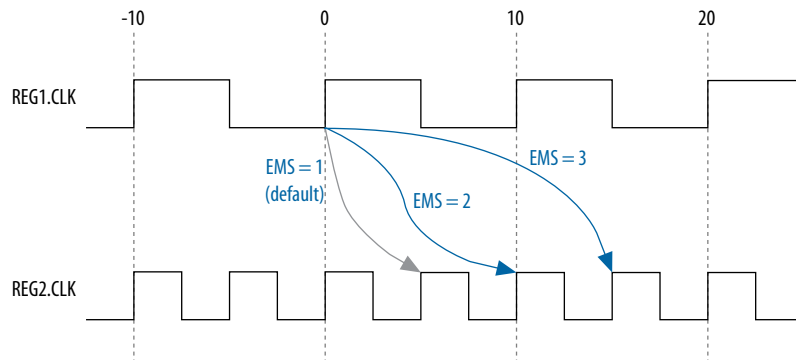 -10 0 10 20
REG1.CLK
EMS = 1
(default)
EMS = 2
EMS = 3
REG2.CLK